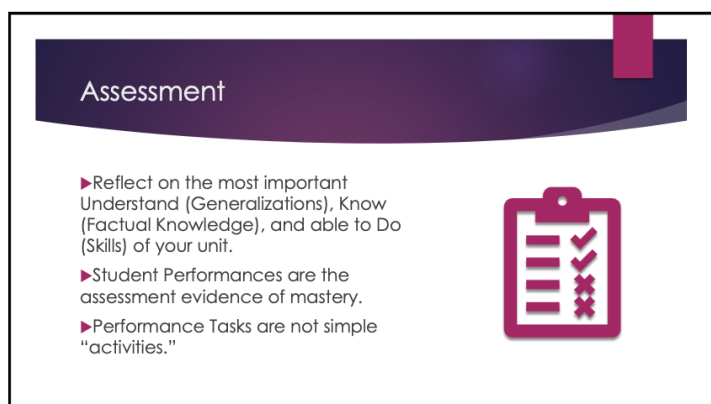 Assessment
▶Reflect on the most important
Understand (Generalizations), Know
(Factual Knowledge), and able to Do
(Skills) of your unit.
▶Student Performances are the
assessment evidence of mastery.
▶Performance Tasks are not simple
“activities.”